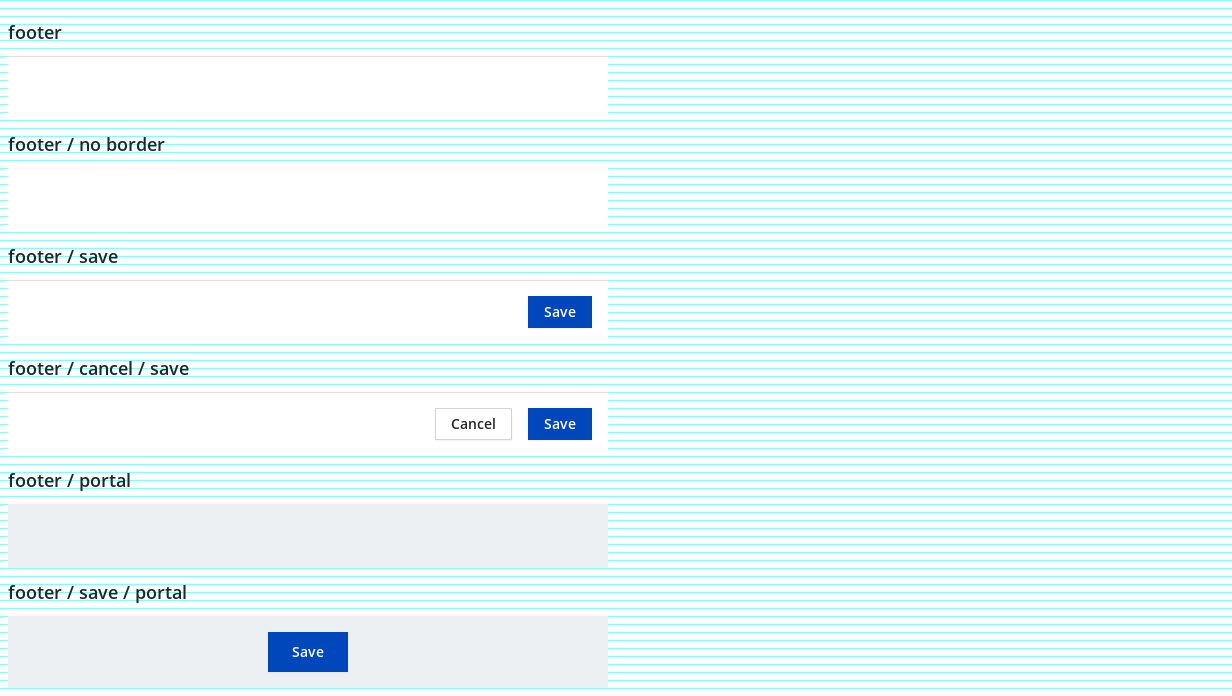 footer
footer / no border
footer / save
Save
footer / cancel / save
Cancel Save
footer / portal
footer / save / portal
Save